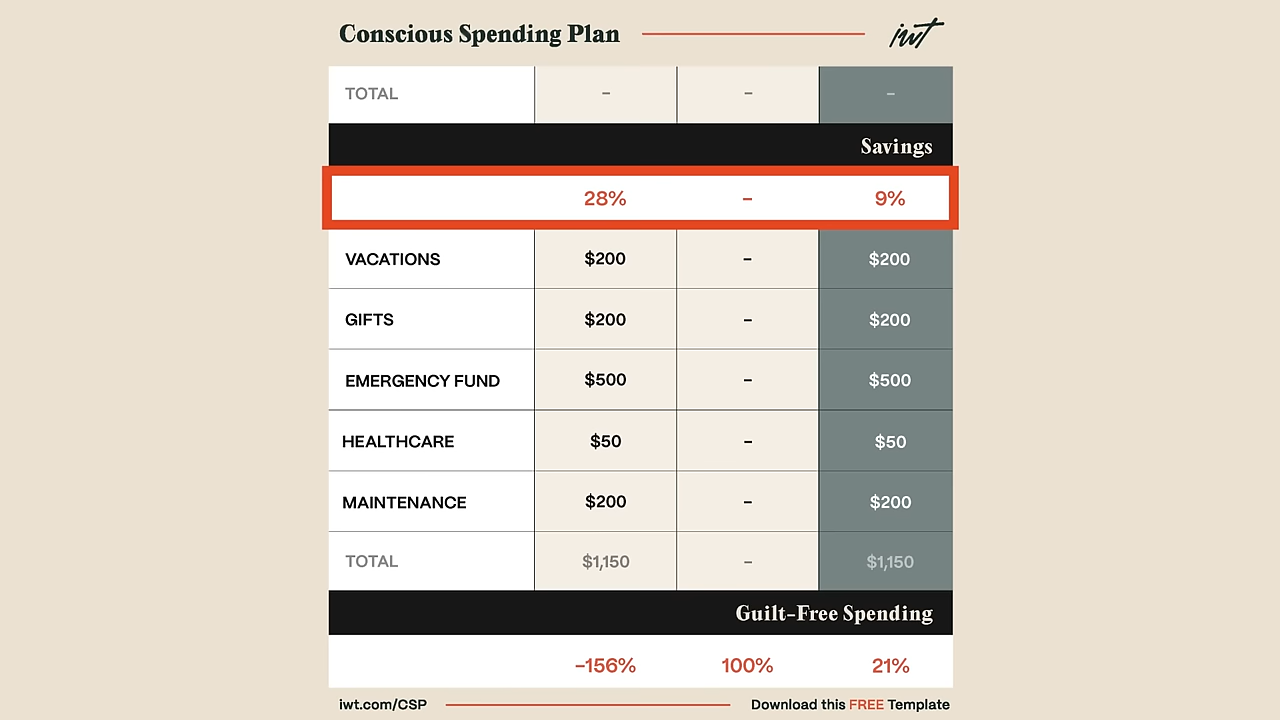 Conscious Spending Plan iwt
TOTAL – – –
Savings
28% – 9%
VACATIONS $200 – $200
GIFTS $200 – $200
EMERGENCY FUND $500 – $500
HEALTHCARE $50 – $50
MAINTENANCE $200 – $200
TOTAL $1,150 – $1,150
Guilt-Free Spending
-156% 100% 21%
iwt.com/CSP Download this FREE Template